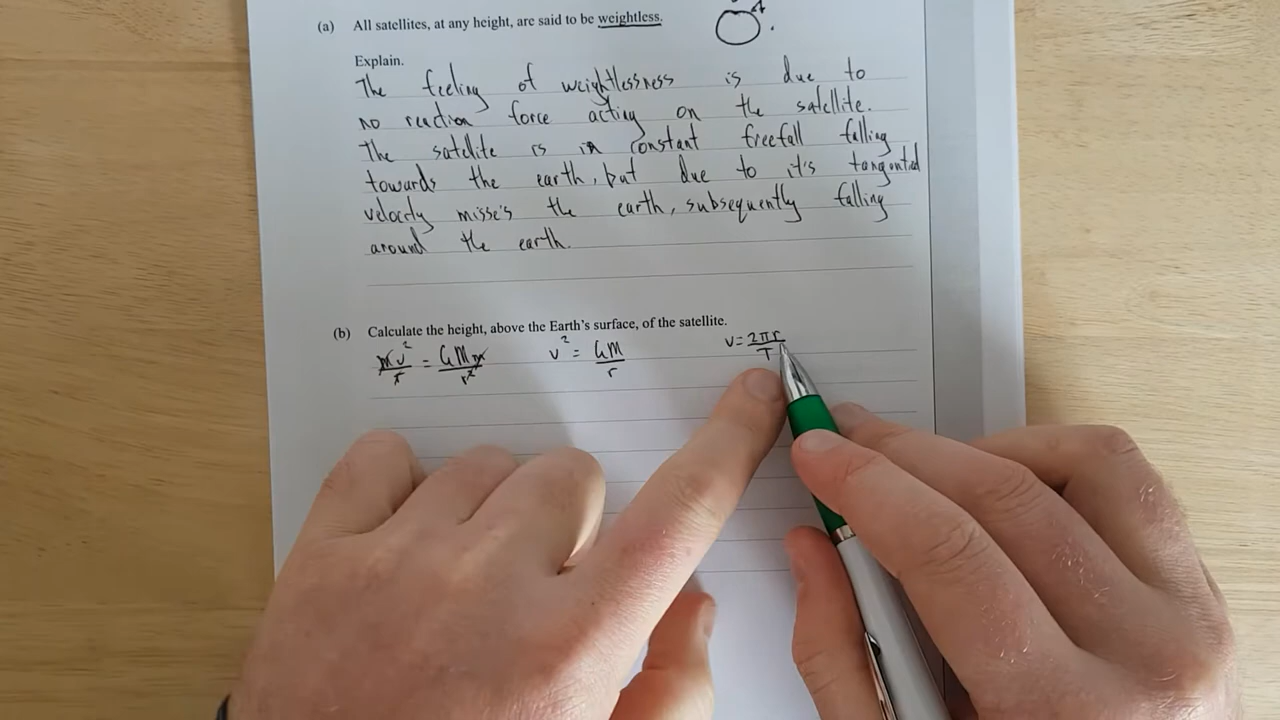 (a) All satellites, at any height, are said to be weightless.
Explain.
The feeling of weightlessness is due to
no reaction force acting on the satellite.
The satellite is in constant freefall falling
towards the earth, but due to it's tangential
velocity misse's the earth, subsequently falling
around the earth.
(b) Calculate the height, above the Earth's surface, of the satellite.
mv²/r = GMm/r² v² = GM/r v = 2πr/T